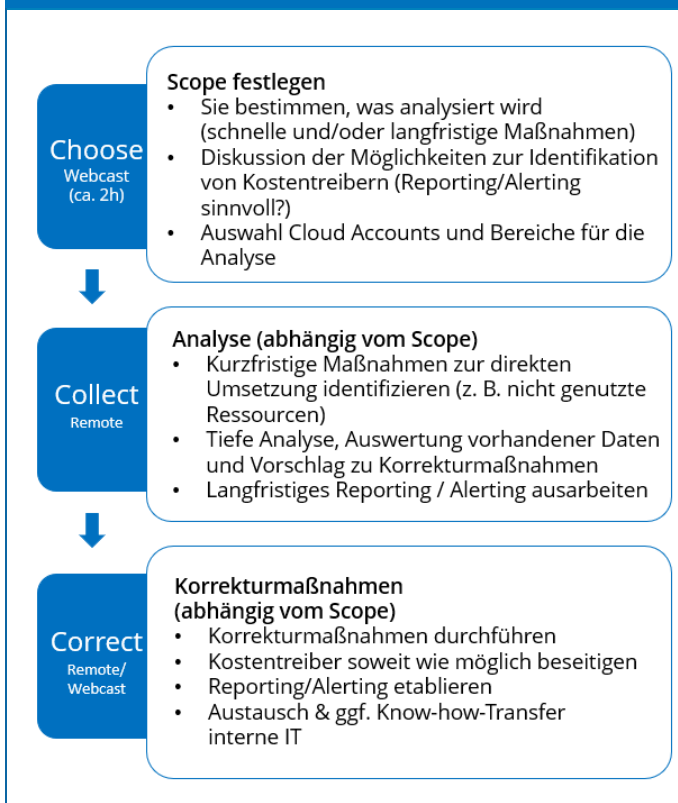 Choose
Webcast
(ca. 2h)
Scope festlegen
• Sie bestimmen, was analysiert wird
(schnelle und/oder langfristige Maßnahmen)
• Diskussion der Möglichkeiten zur Identifikation
von Kostentreibern (Reporting/Alerting
sinnvoll?)
• Auswahl Cloud Accounts und Bereiche für die
Analyse
Collect
Remote
Analyse (abhängig vom Scope)
• Kurzfristige Maßnahmen zur direkten
Umsetzung identifizieren (z. B. nicht genutzte
Ressourcen)
• Tiefe Analyse, Auswertung vorhandener Daten
und Vorschlag zu Korrekturmaßnahmen
• Langfristiges Reporting / Alerting ausarbeiten
Correct
Remote/
Webcast
Korrekturmaßnahmen
(abhängig vom Scope)
• Korrekturmaßnahmen durchführen
• Kostentreiber soweit wie möglich beseitigen
• Reporting/Alerting etablieren
• Austausch & ggf. Know-how-Transfer
interne IT